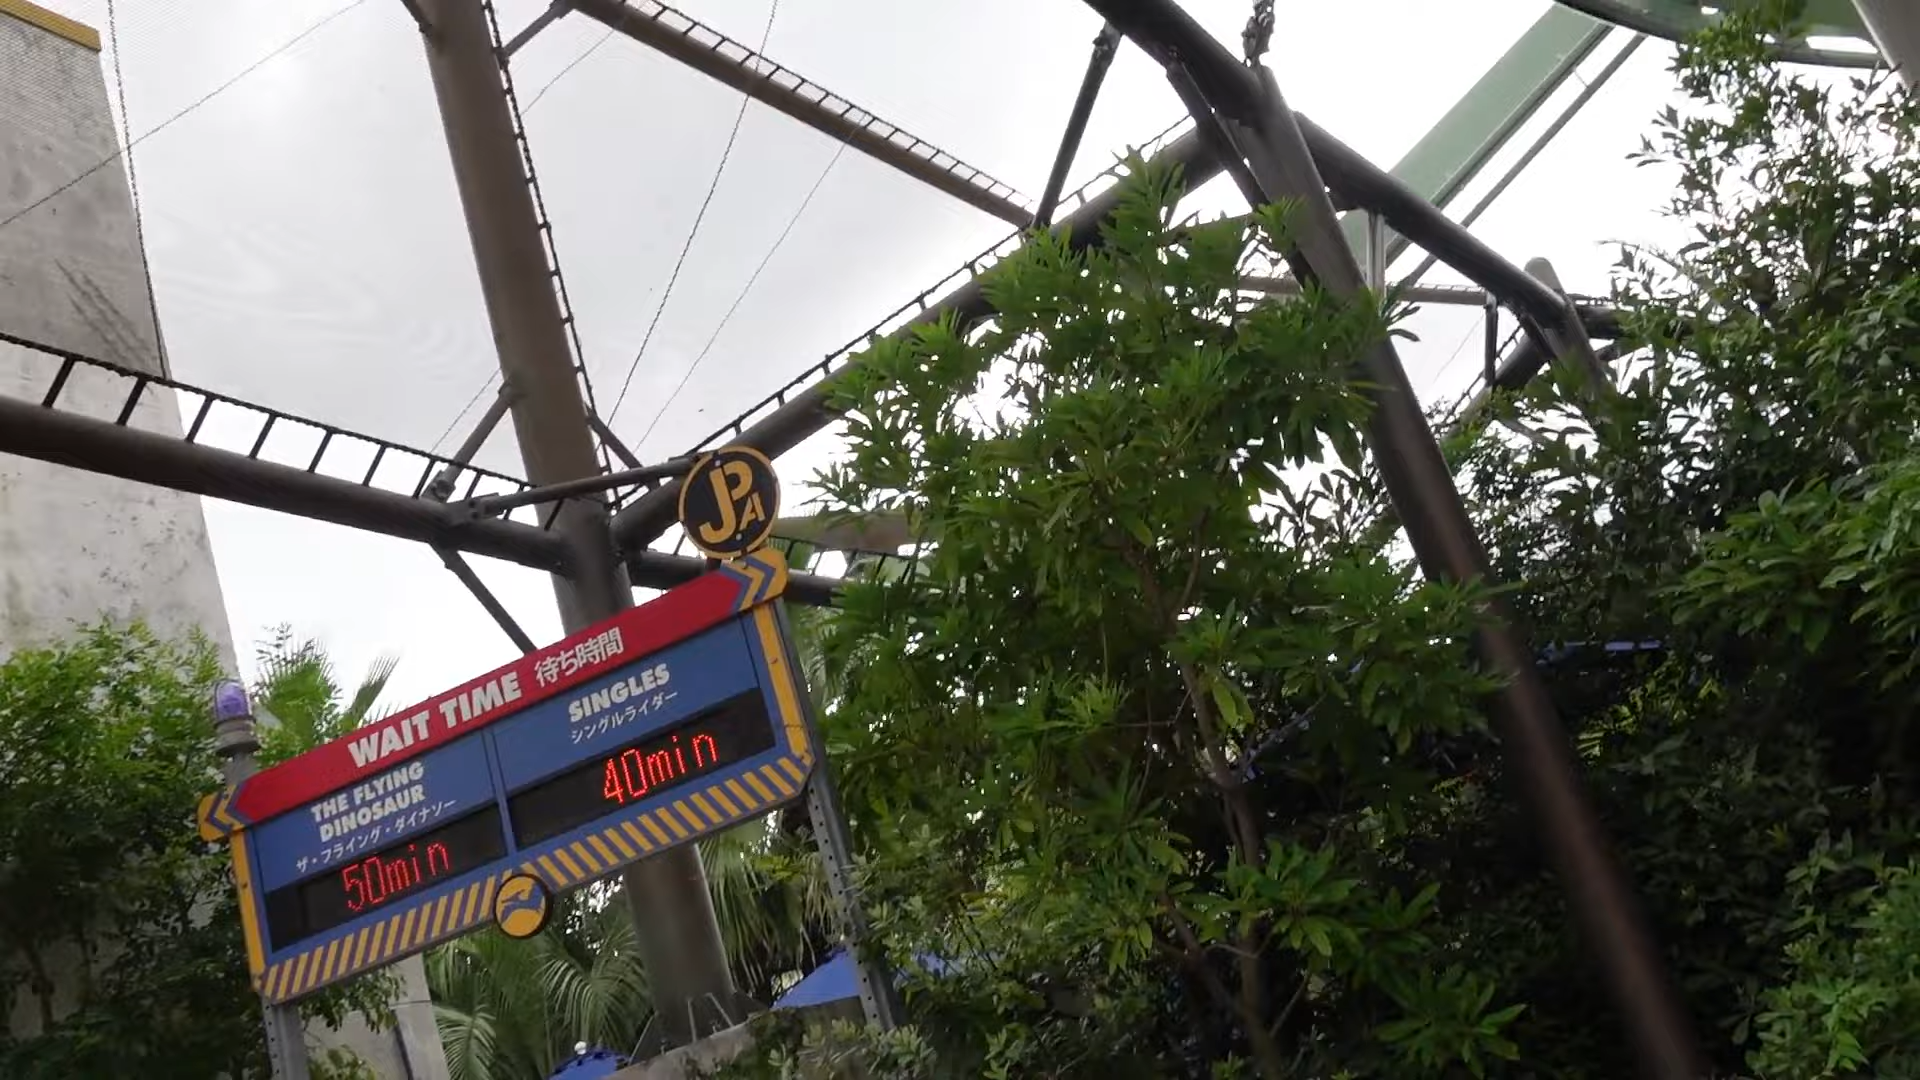 JPA
WAIT TIME 待ち時間
THE FLYING
DINOSAUR
ザ・フライング・ダイナソー
50min
SINGLES
シングルライダー
40min